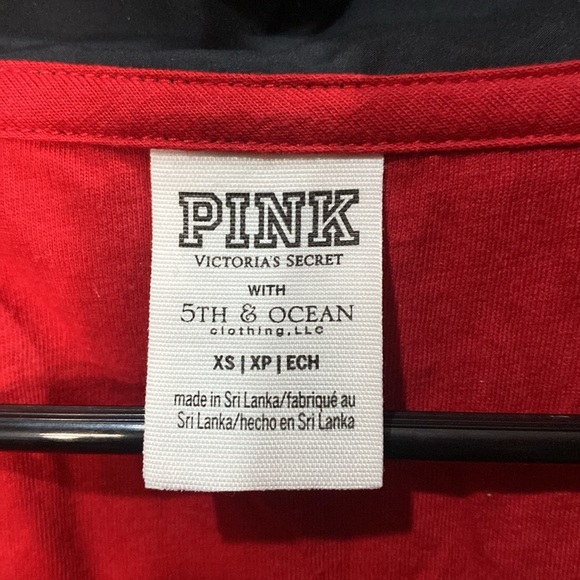 PINK
VICTORIA'S SECRET
WITH
5TH & OCEAN
clothing, LLC
XS | XP | ECH
made in Sri Lanka/fabriqué au
Sri Lanka/hecho en Sri Lanka